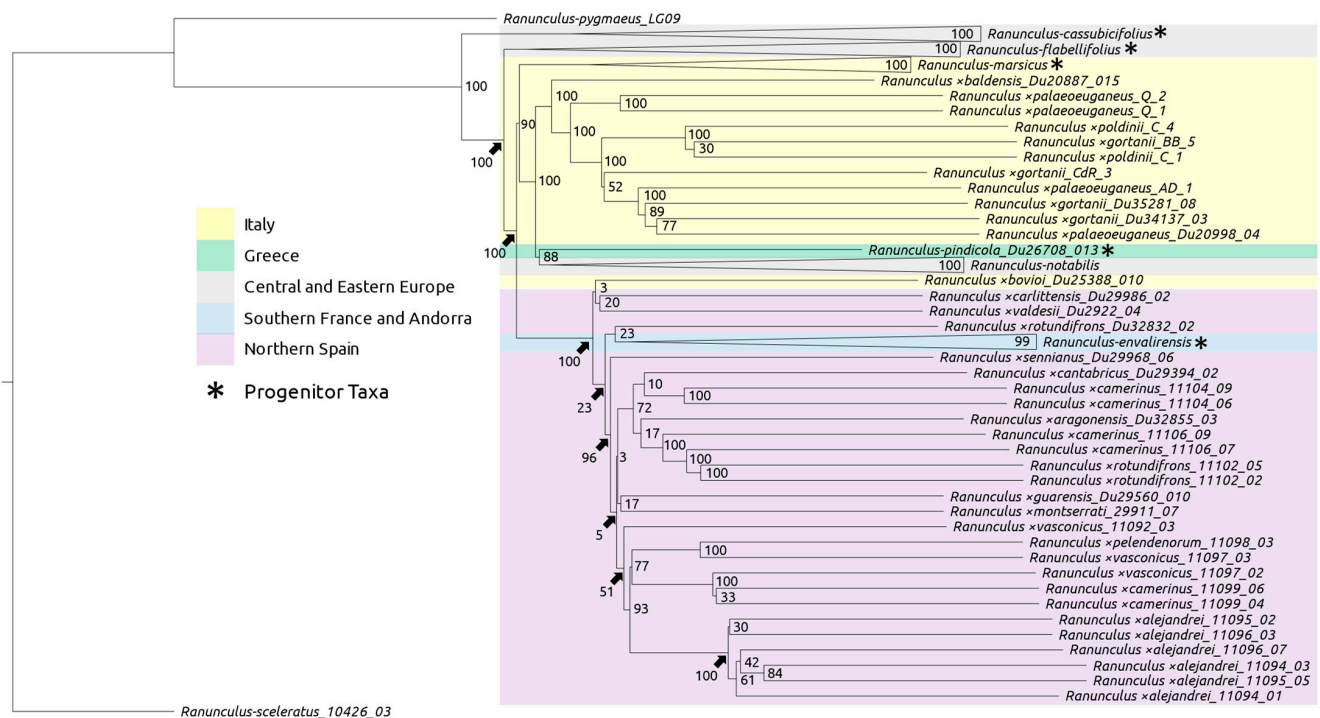 Ranunculus-pygmaeus_LG09
100 Ranunculus-cassubicifolius *
100 Ranunculus-flabellifolius *
100 Ranunculus-marsicus *
Ranunculus ×baldensis_Du20887_015
100
100
90
100 Ranunculus ×palaeoeuganeus_Q_2
100
Ranunculus ×palaeoeuganeus_Q_1
Ranunculus ×poldinii_C_4
100
100
Ranunculus ×gortanii_BB_5
30
100
Ranunculus ×poldinii_C_1
100
Ranunculus ×gortanii_CdR_3
52
100
Ranunculus ×palaeoeuganeus_AD_1
100
Ranunculus ×gortanii_Du35281_08
89
Ranunculus ×gortanii_Du34137_03
77
Ranunculus ×palaeoeuganeus_Du20998_04
100
Ranunculus-pindicola_Du26708_013 *
88
100 Ranunculus-notabilis
Ranunculus ×bovioi_Du25388_010
3
Ranunculus ×carlittensis_Du29986_02
20
Ranunculus ×valdesii_Du2922_04
Ranunculus ×rotundifrons_Du32832_02
23
99 Ranunculus-envalirensis *
100
Ranunculus ×sennianus_Du29968_06
Ranunculus ×cantabricus_Du29394_02
10
Ranunculus ×camerinus_11104_09
100
Ranunculus ×camerinus_11104_06
23
72
Ranunculus ×aragonensis_Du32855_03
17
Ranunculus ×camerinus_11106_09
100
Ranunculus ×camerinus_11106_07
96
3
100
Ranunculus ×rotundifrons_11102_05
100
Ranunculus ×rotundifrons_11102_02
Ranunculus ×guarensis_Du29560_010
17
Ranunculus ×montserrati_29911_07
5
Ranunculus ×vasconicus_11092_03
Ranunculus ×pelendenorum_11098_03
100
Ranunculus ×vasconicus_11097_03
77
Ranunculus ×vasconicus_11097_02
100
51
Ranunculus ×camerinus_11099_06
33
Ranunculus ×camerinus_11099_04
93
Ranunculus ×alejandrei_11095_02
30
Ranunculus ×alejandrei_11096_03
Ranunculus ×alejandrei_11096_07
42
100
Ranunculus ×alejandrei_11094_03
84
61
Ranunculus ×alejandrei_11095_05
Ranunculus ×alejandrei_11094_01
Ranunculus-sceleratus_10426_03
Italy
Greece
Central and Eastern Europe
Southern France and Andorra
Northern Spain
* Progenitor Taxa